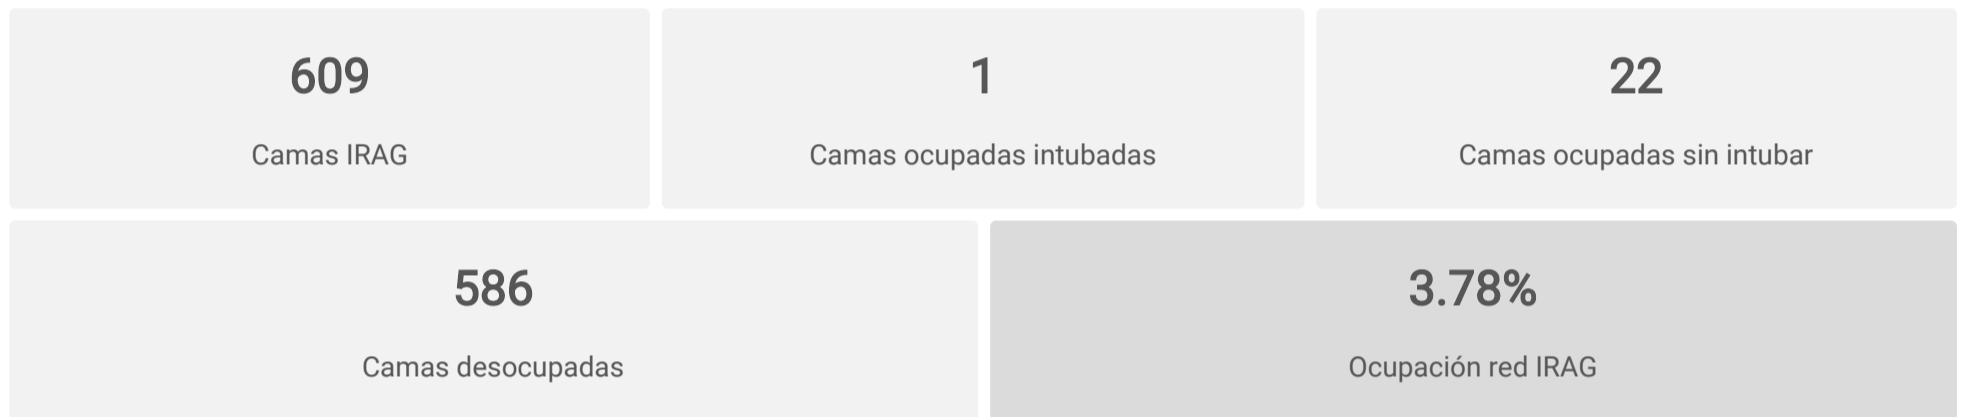 609
Camas IRAG
1
Camas ocupadas intubadas
22
Camas ocupadas sin intubar
586
Camas desocupadas
3.78%
Ocupación red IRAG